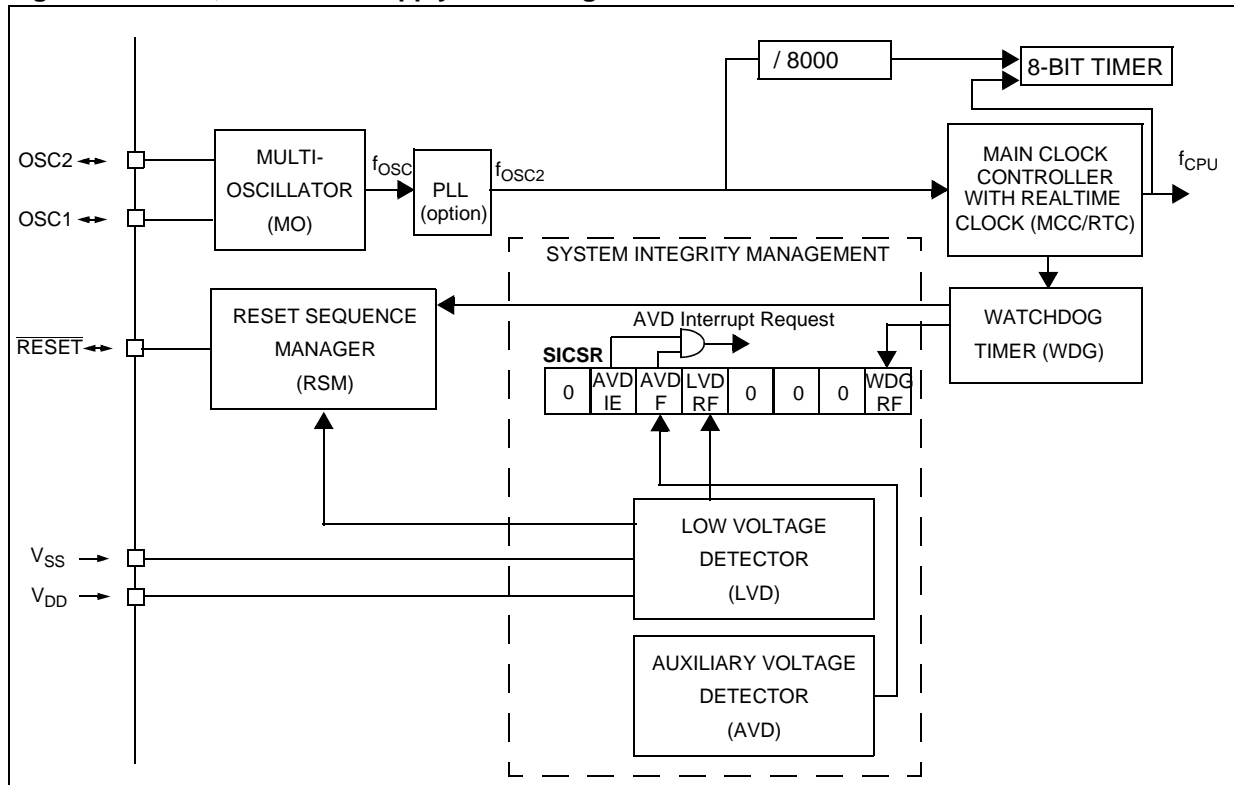 / 8000
8-BIT TIMER
OSC2
OSC1
MULTI-
OSCILLATOR
(MO)
fOSC
PLL
(option)
fOSC2
MAIN CLOCK
CONTROLLER
WITH REALTIME
CLOCK (MCC/RTC)
fCPU
SYSTEM INTEGRITY MANAGEMENT
RESET
RESET SEQUENCE
MANAGER
(RSM)
AVD Interrupt Request
WATCHDOG
TIMER (WDG)
SICSR
0
AVD
IE
AVD
F
LVD
RF
0
0
0
WDG
RF
VSS
VDD
LOW VOLTAGE
DETECTOR
(LVD)
AUXILIARY VOLTAGE
DETECTOR
(AVD)